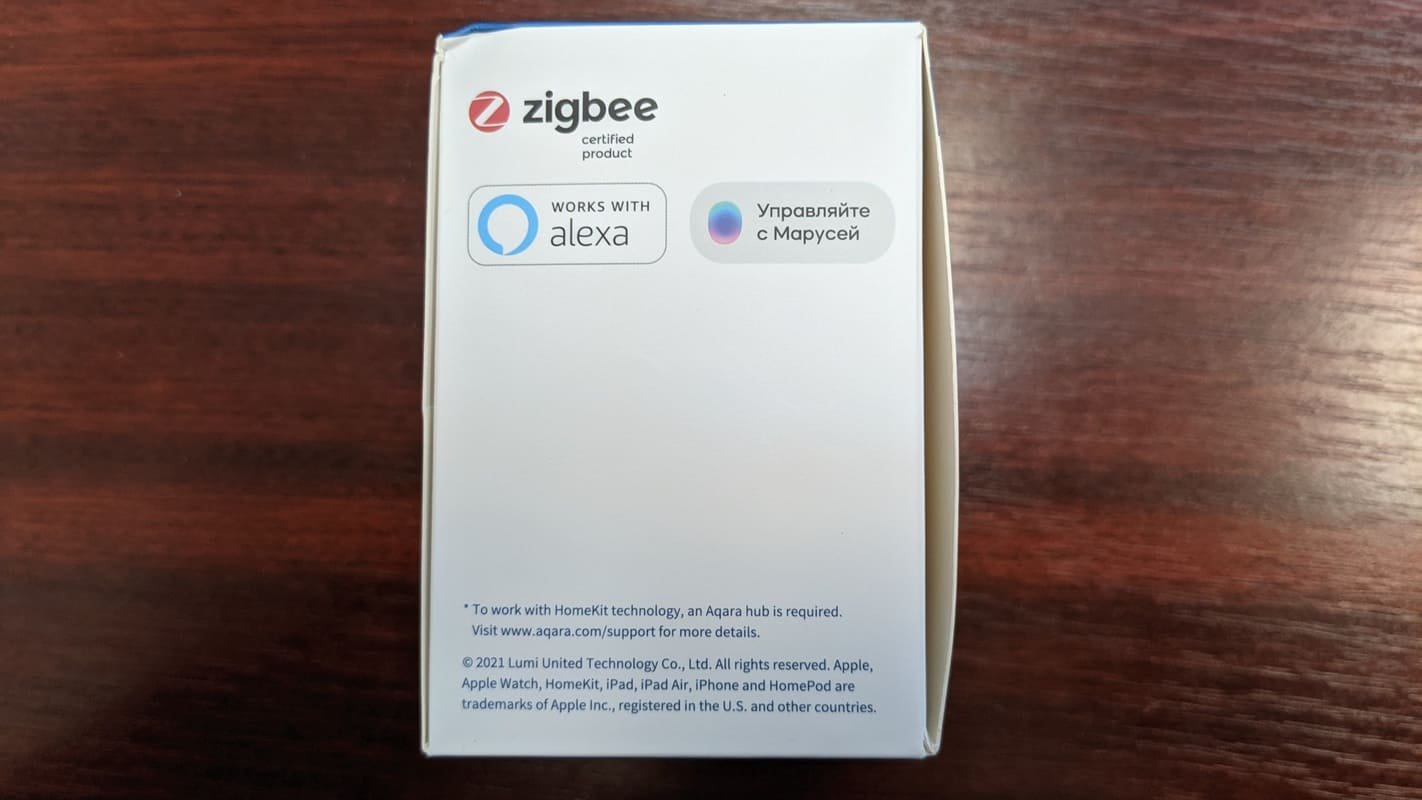 zigbee
certified
product
WORKS WITH
alexa
Управляйте
с Марусей
* To work with HomeKit technology, an Aqara hub is required.
Visit www.aqara.com/support for more details.
© 2021 Lumi United Technology Co., Ltd. All rights reserved. Apple,
Apple Watch, HomeKit, iPad, iPad Air, iPhone and HomePod are
trademarks of Apple Inc., registered in the U.S. and other countries.